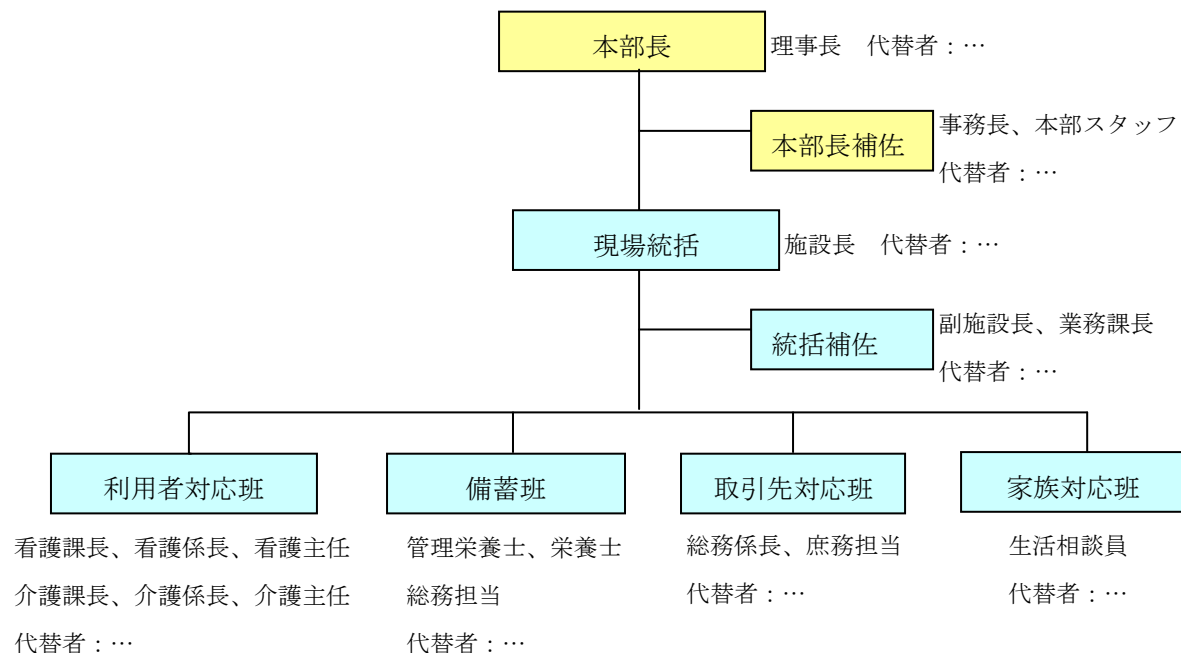 本部長
理事長　代替者：…
本部長補佐
事務長、本部スタッフ
代替者：…
現場統括
施設長　代替者：…
統括補佐
副施設長、業務課長
代替者：…
利用者対応班
看護課長、看護係長、看護主任
介護課長、介護係長、介護主任
代替者：…
備蓄班
管理栄養士、栄養士
総務担当
代替者：…
取引先対応班
総務係長、庶務担当
代替者：…
家族対応班
生活相談員
代替者：…